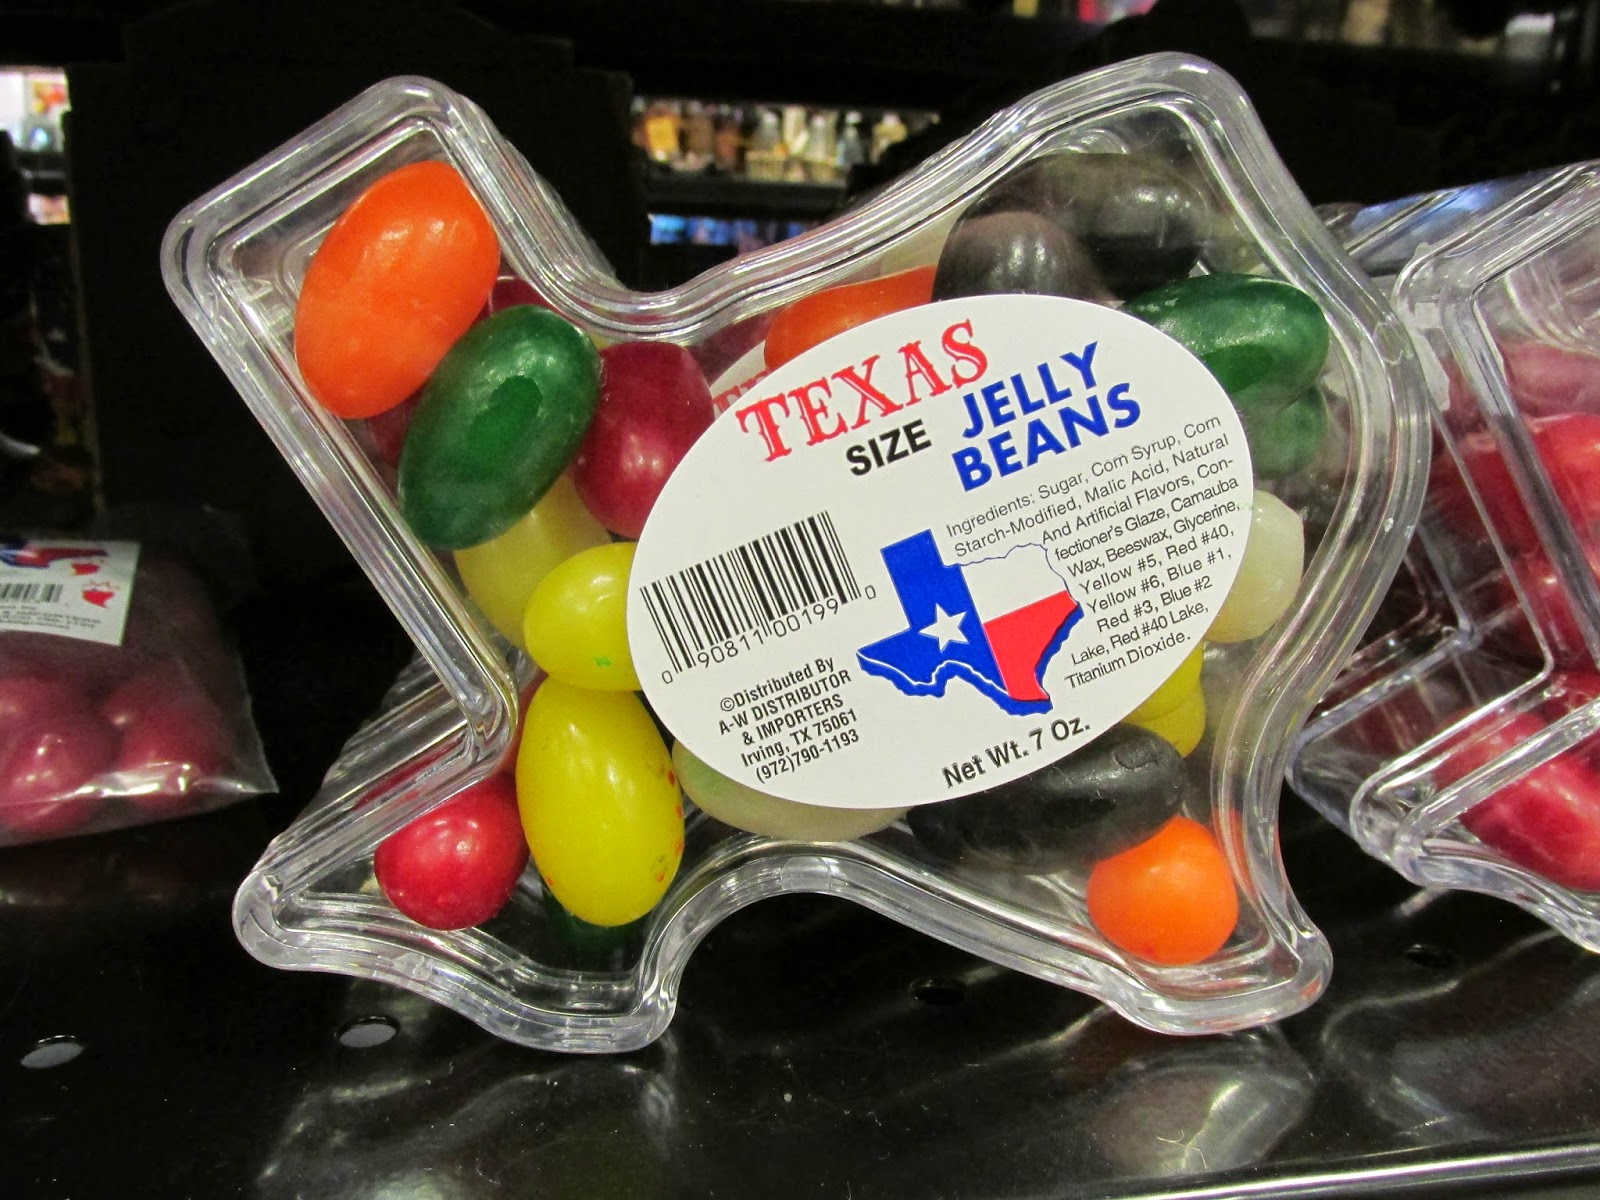 TEXAS
SIZE JELLY
BEANS
Ingredients: Sugar, Corn Syrup, Corn
Starch-Modified, Malic Acid, Natural
And Artificial Flavors, Con-
fectioner's Glaze, Carnauba
Wax, Beeswax, Glycerine,
Yellow #5, Red #40,
Yellow #6, Blue #1,
Red #3, Blue #2
Lake, Red #40 Lake,
Titanium Dioxide.
0 90811 00199 0
©Distributed By
A-W DISTRIBUTOR
& IMPORTERS
Irving, TX 75061
(972)790-1193
Net Wt. 7 Oz.